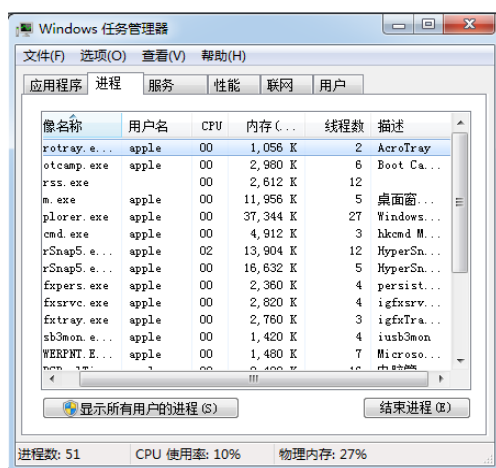 Windows 任务管理器
文件(F) 选项(O) 查看(V) 帮助(H)
应用程序 进程 服务 性能 联网 用户
像名称 用户名 CPU 内存(... 线程数 描述
rotray.e... apple 00 1,056 K 2 AcroTray
otcamp.exe apple 00 2,980 K 6 Boot Ca...
rss.exe 00 2,612 K 12
m.exe apple 00 11,956 K 5 桌面窗...
plorer.exe apple 00 37,344 K 27 Windows...
cmd.exe apple 00 4,912 K 3 hkcmd M...
rSnap5.e... apple 02 13,904 K 12 HyperSn...
rSnap5.e... apple 00 16,632 K 5 HyperSn...
fxpers.exe apple 00 2,360 K 4 persist...
fxsrvc.exe apple 00 2,820 K 4 igfxsrv...
fxtray.exe apple 00 2,760 K 3 igfxTra...
sb3mon.e... apple 00 1,420 K 4 iusb3mon
WERPNT.E... apple 00 1,480 K 7 Microso...
显示所有用户的进程(S) 结束进程(E)
进程数: 51 CPU 使用率: 10% 物理内存: 27%